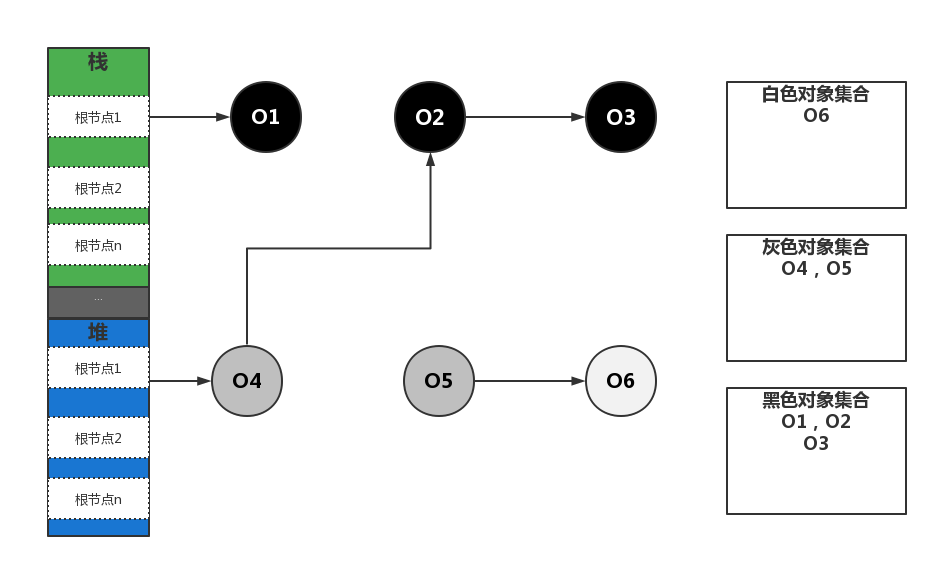 栈
根节点1
根节点2
根节点n
...
堆
根节点1
根节点2
根节点n
O1
O2
O3
O4
O5
O6
白色对象集合
O6
灰色对象集合
O4 , O5
黑色对象集合
O1 , O2
O3